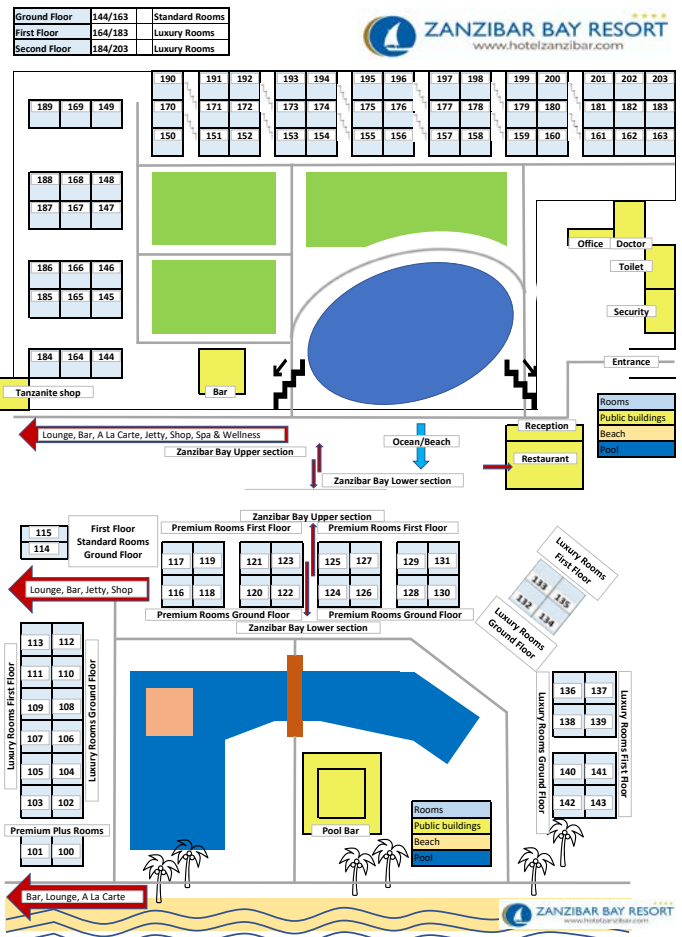 Ground Floor 144/163 Standard Rooms
First Floor 164/183 Luxury Rooms
Second Floor 184/203 Luxury Rooms
ZANZIBAR BAY RESORT
www.hotelzanzibar.com
190 191 192 193 194 195 196 197 198 199 200 201 202 203
189 169 149
170 171 172 173 174 175 176 177 178 179 180 181 182 183
150 151 152 153 154 155 156 157 158 159 160 161 162 163
188 168 148
187 167 147
186 166 146
185 165 145
184 164 144
Office Doctor
Toilet
Security
Entrance
Tanzanite shop
Bar
Rooms
Public buildings
Beach
Pool
Lounge, Bar, A La Carte, Jetty, Shop, Spa & Wellness
Ocean/Beach
Reception
Restaurant
Zanzibar Bay Upper section
Zanzibar Bay Lower section
Zanzibar Bay Upper section
115
114
First Floor
Standard Rooms
Ground Floor
Premium Rooms First Floor
Premium Rooms First Floor
117 119 121 123 125 127 129 131
116 118 120 122 124 126 128 130
Premium Rooms Ground Floor
Premium Rooms Ground Floor
Zanzibar Bay Lower section
Luxury Rooms
First Floor
133 135
132 134
Luxury Rooms
Ground Floor
Lounge, Bar, Jetty, Shop
Luxury Rooms First Floor
113 112
111 110
109 108
107 106
105 104
103 102
Luxury Rooms Ground Floor
Premium Plus Rooms
101 100
Luxury Rooms Ground Floor
136 137
138 139
140 141
142 143
Luxury Rooms First Floor
Pool Bar
Rooms
Public buildings
Beach
Pool
Bar, Lounge, A La Carte
ZANZIBAR BAY RESORT
www.hotelzanzibar.com